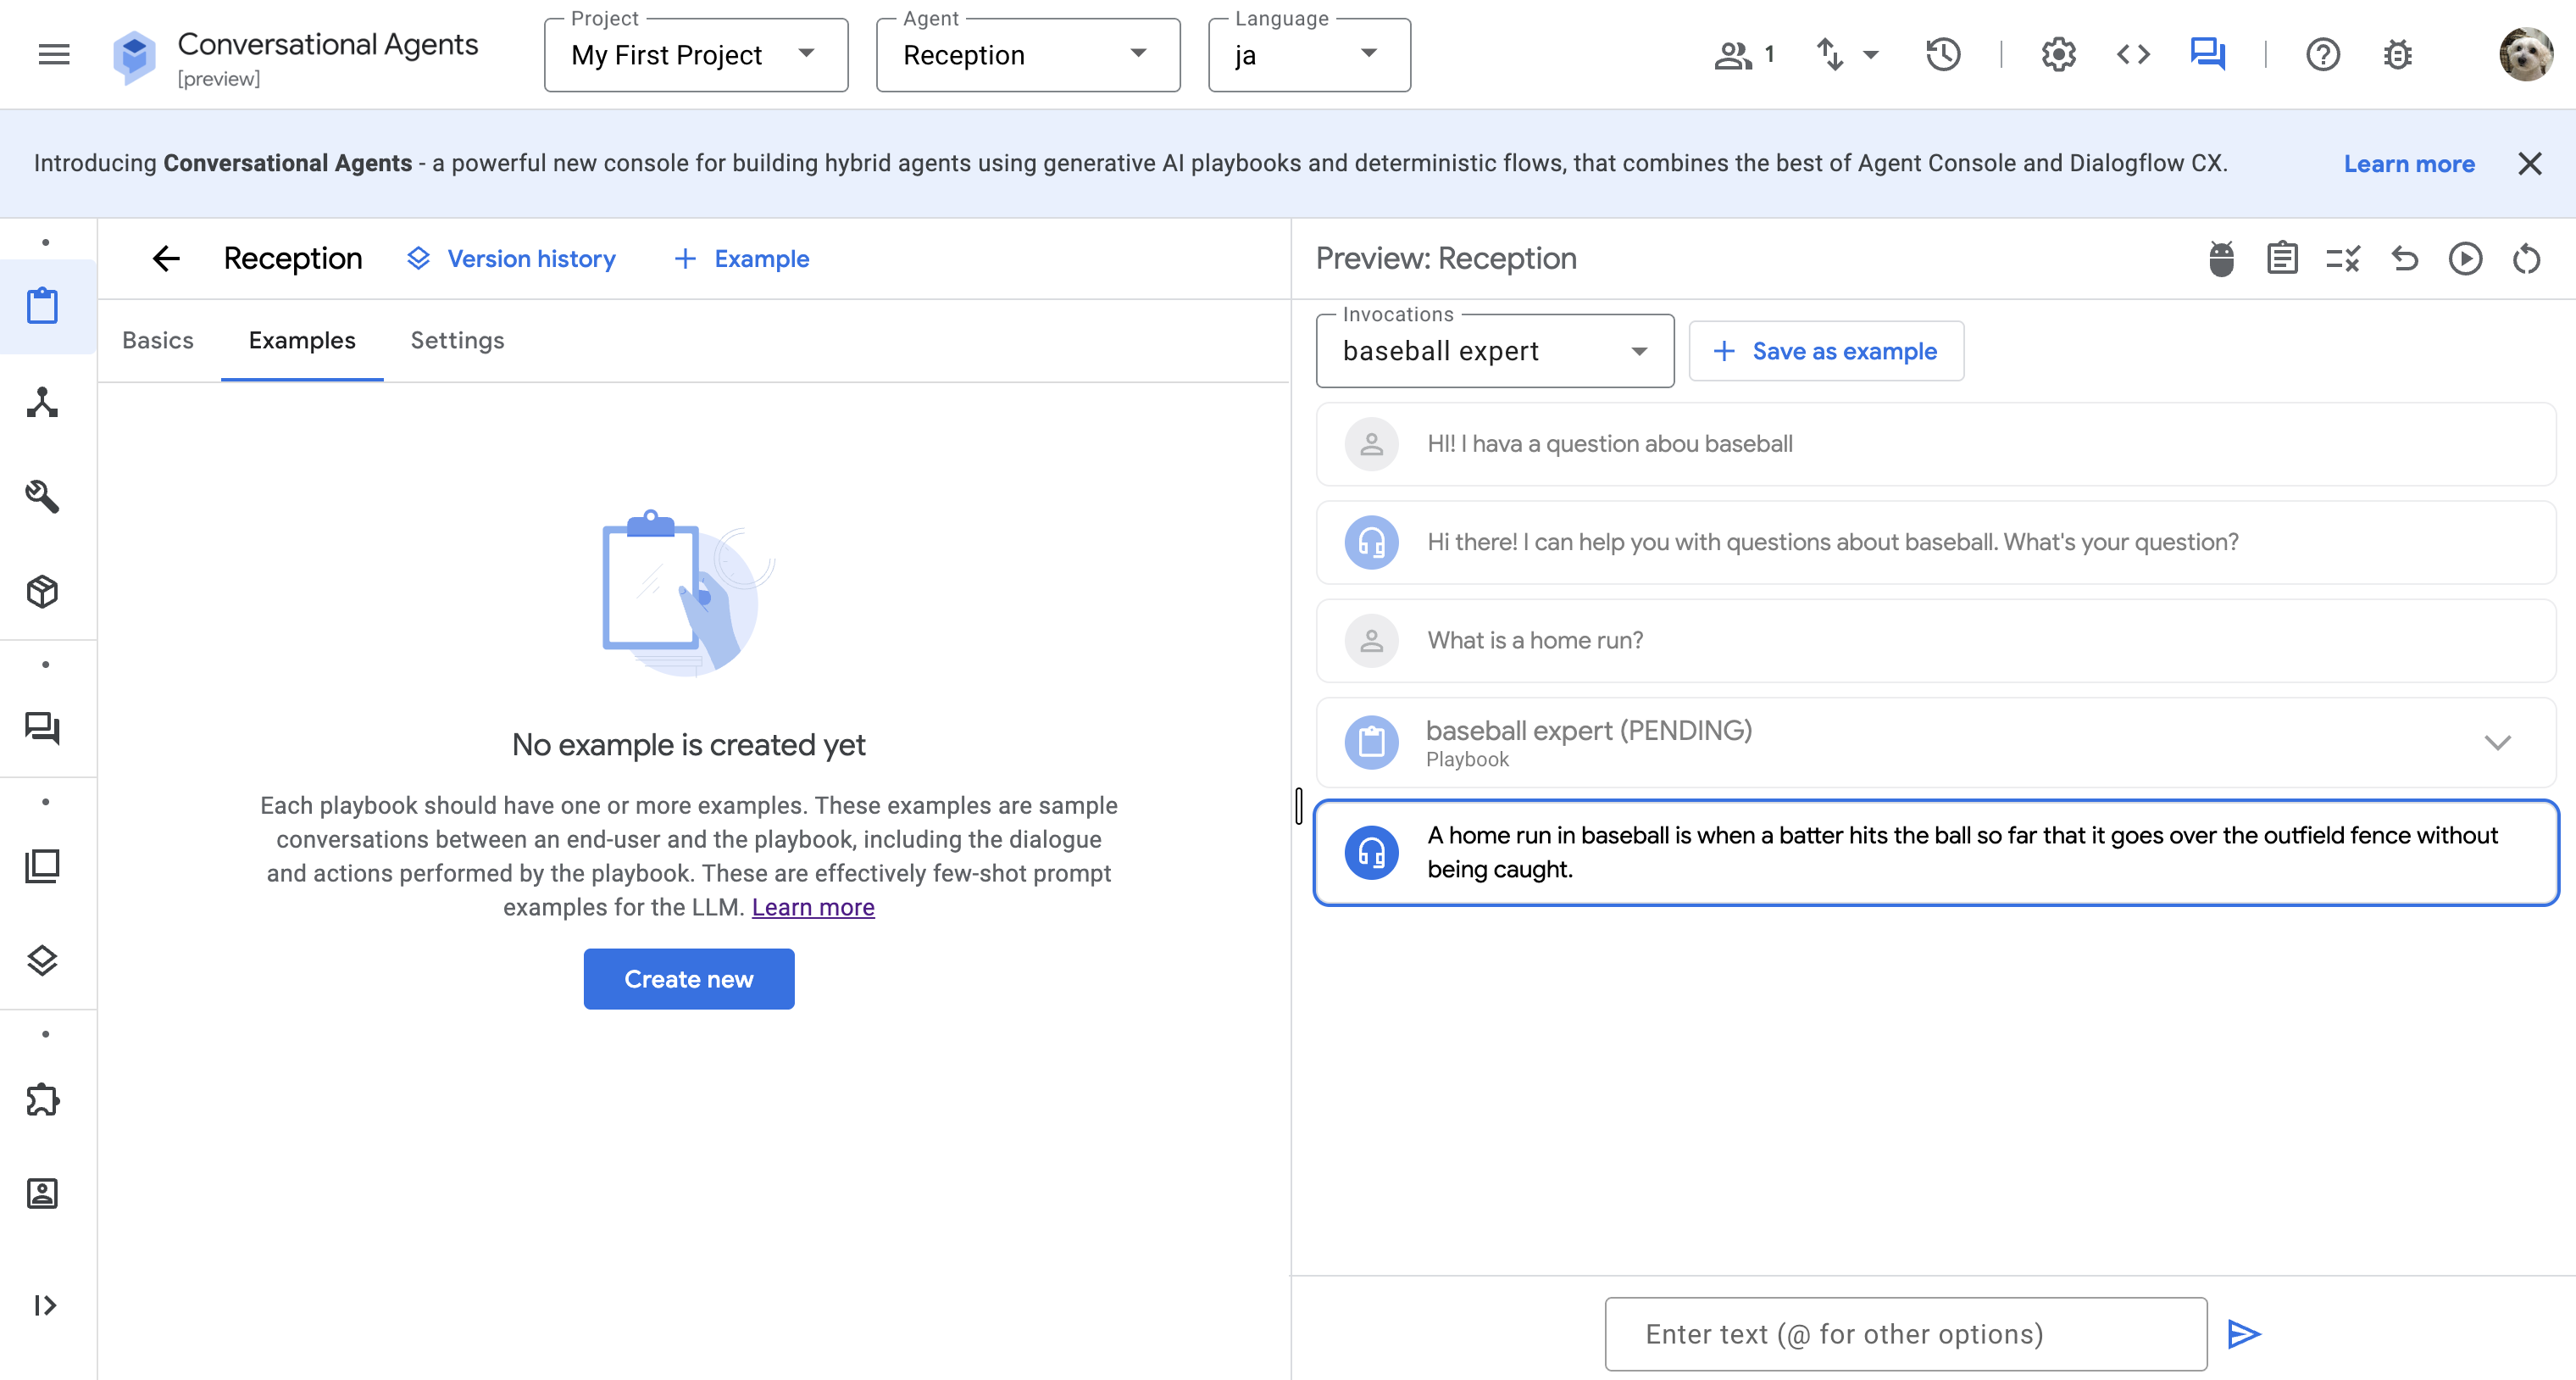 Conversational Agents
[preview]
Project
My First Project
Agent
Reception
Language
ja
1
Introducing Conversational Agents - a powerful new console for building hybrid agents using generative AI playbooks and deterministic flows, that combines the best of Agent Console and Dialogflow CX.
Learn more
Reception
Version history
+ Example
Basics
Examples
Settings
No example is created yet
Each playbook should have one or more examples. These examples are sample
conversations between an end-user and the playbook, including the dialogue
and actions performed by the playbook. These are effectively few-shot prompt
examples for the LLM. Learn more
Create new
Preview: Reception
Invocations
baseball expert
+ Save as example
HI! I hava a question abou baseball
Hi there! I can help you with questions about baseball. What's your question?
What is a home run?
baseball expert (PENDING)
Playbook
A home run in baseball is when a batter hits the ball so far that it goes over the outfield fence without
being caught.
Enter text (@ for other options)